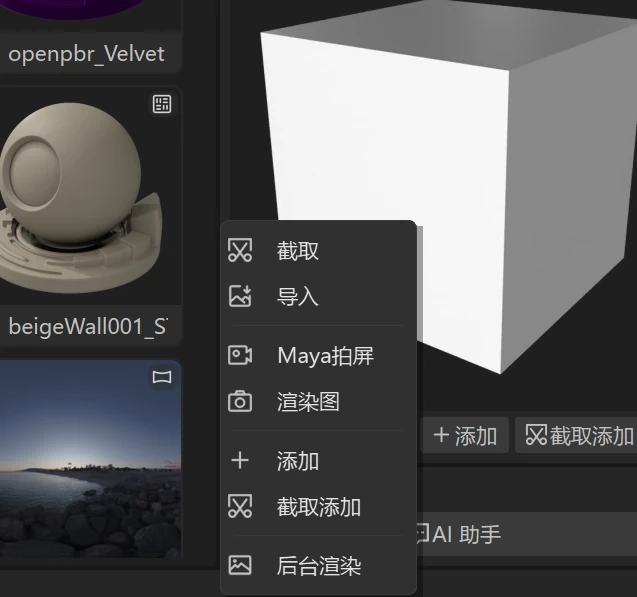 openpbr_Velvet
beigeWall001_S
截取
导入
Maya拍屏
渲染图
添加
截取添加
后台渲染
添加
截取添加
AI 助手